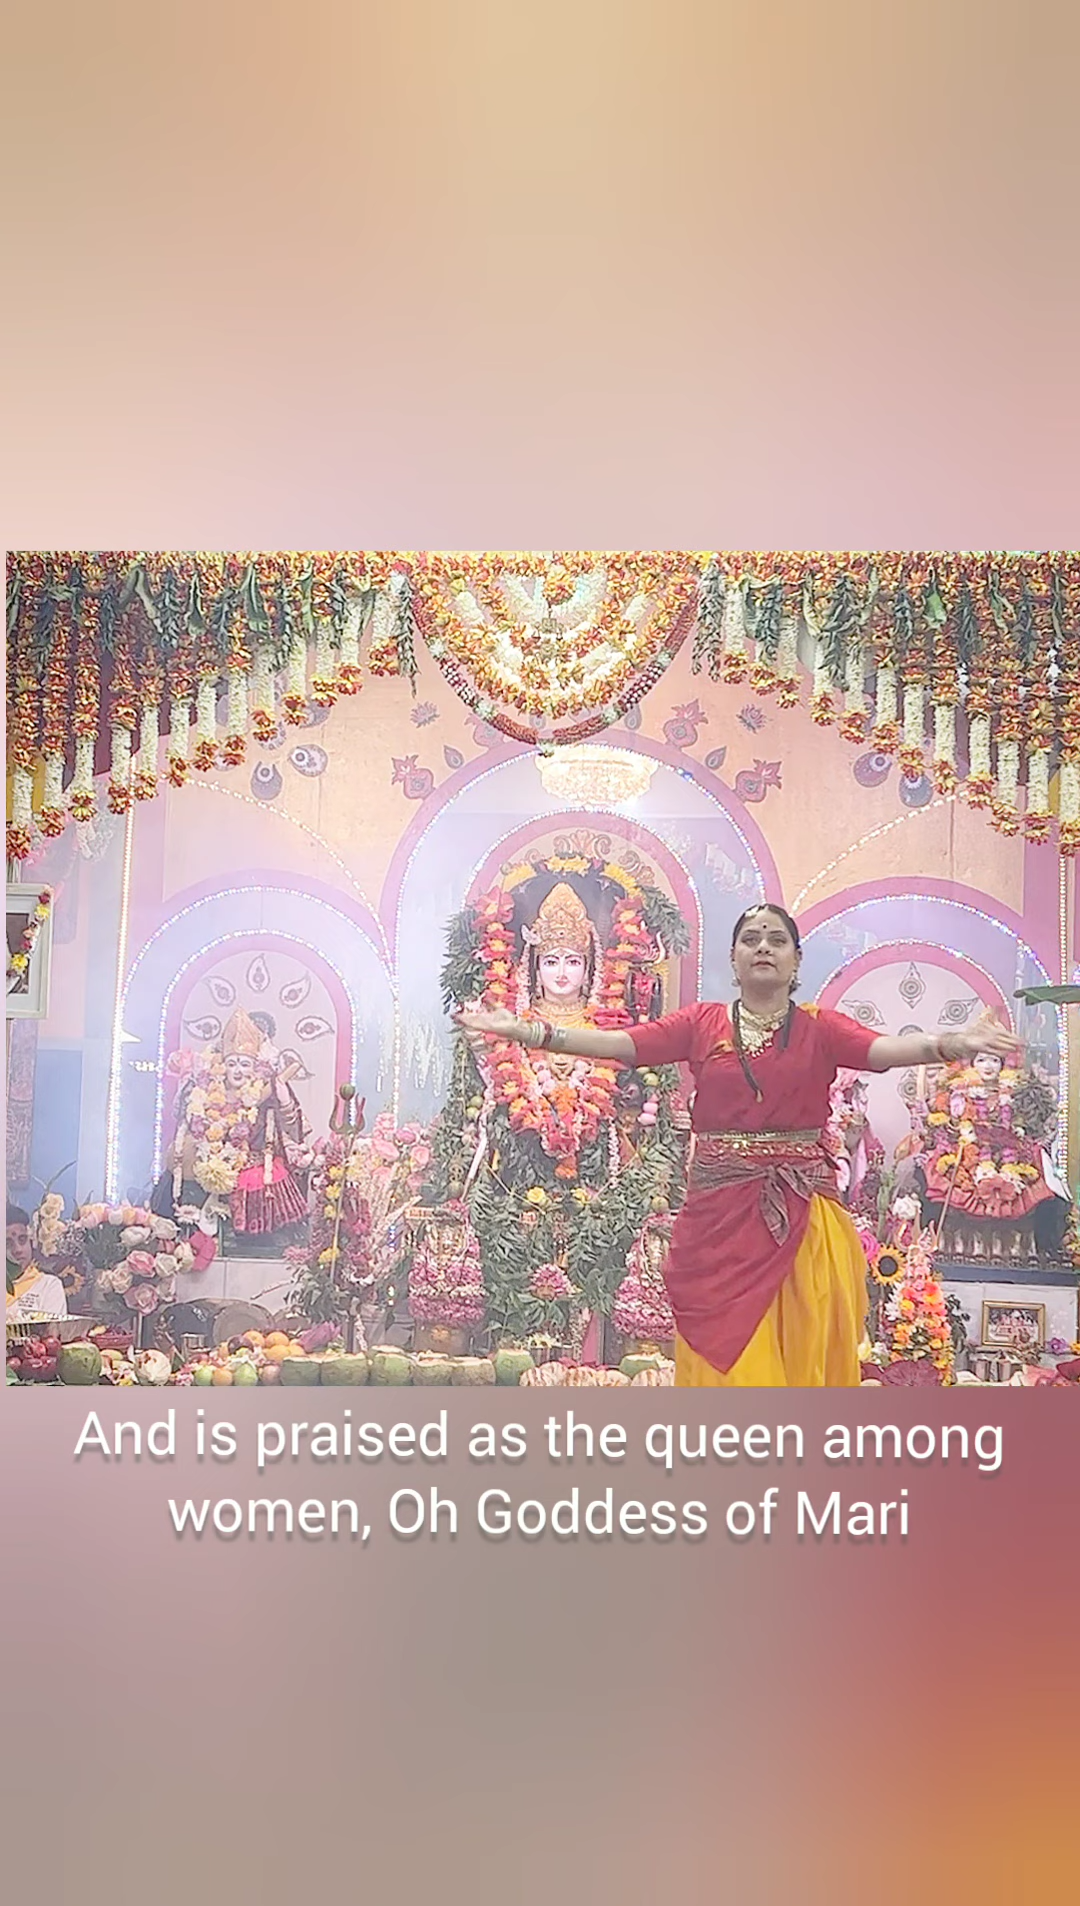 And is praised as the queen among
women, Oh Goddess of Mari